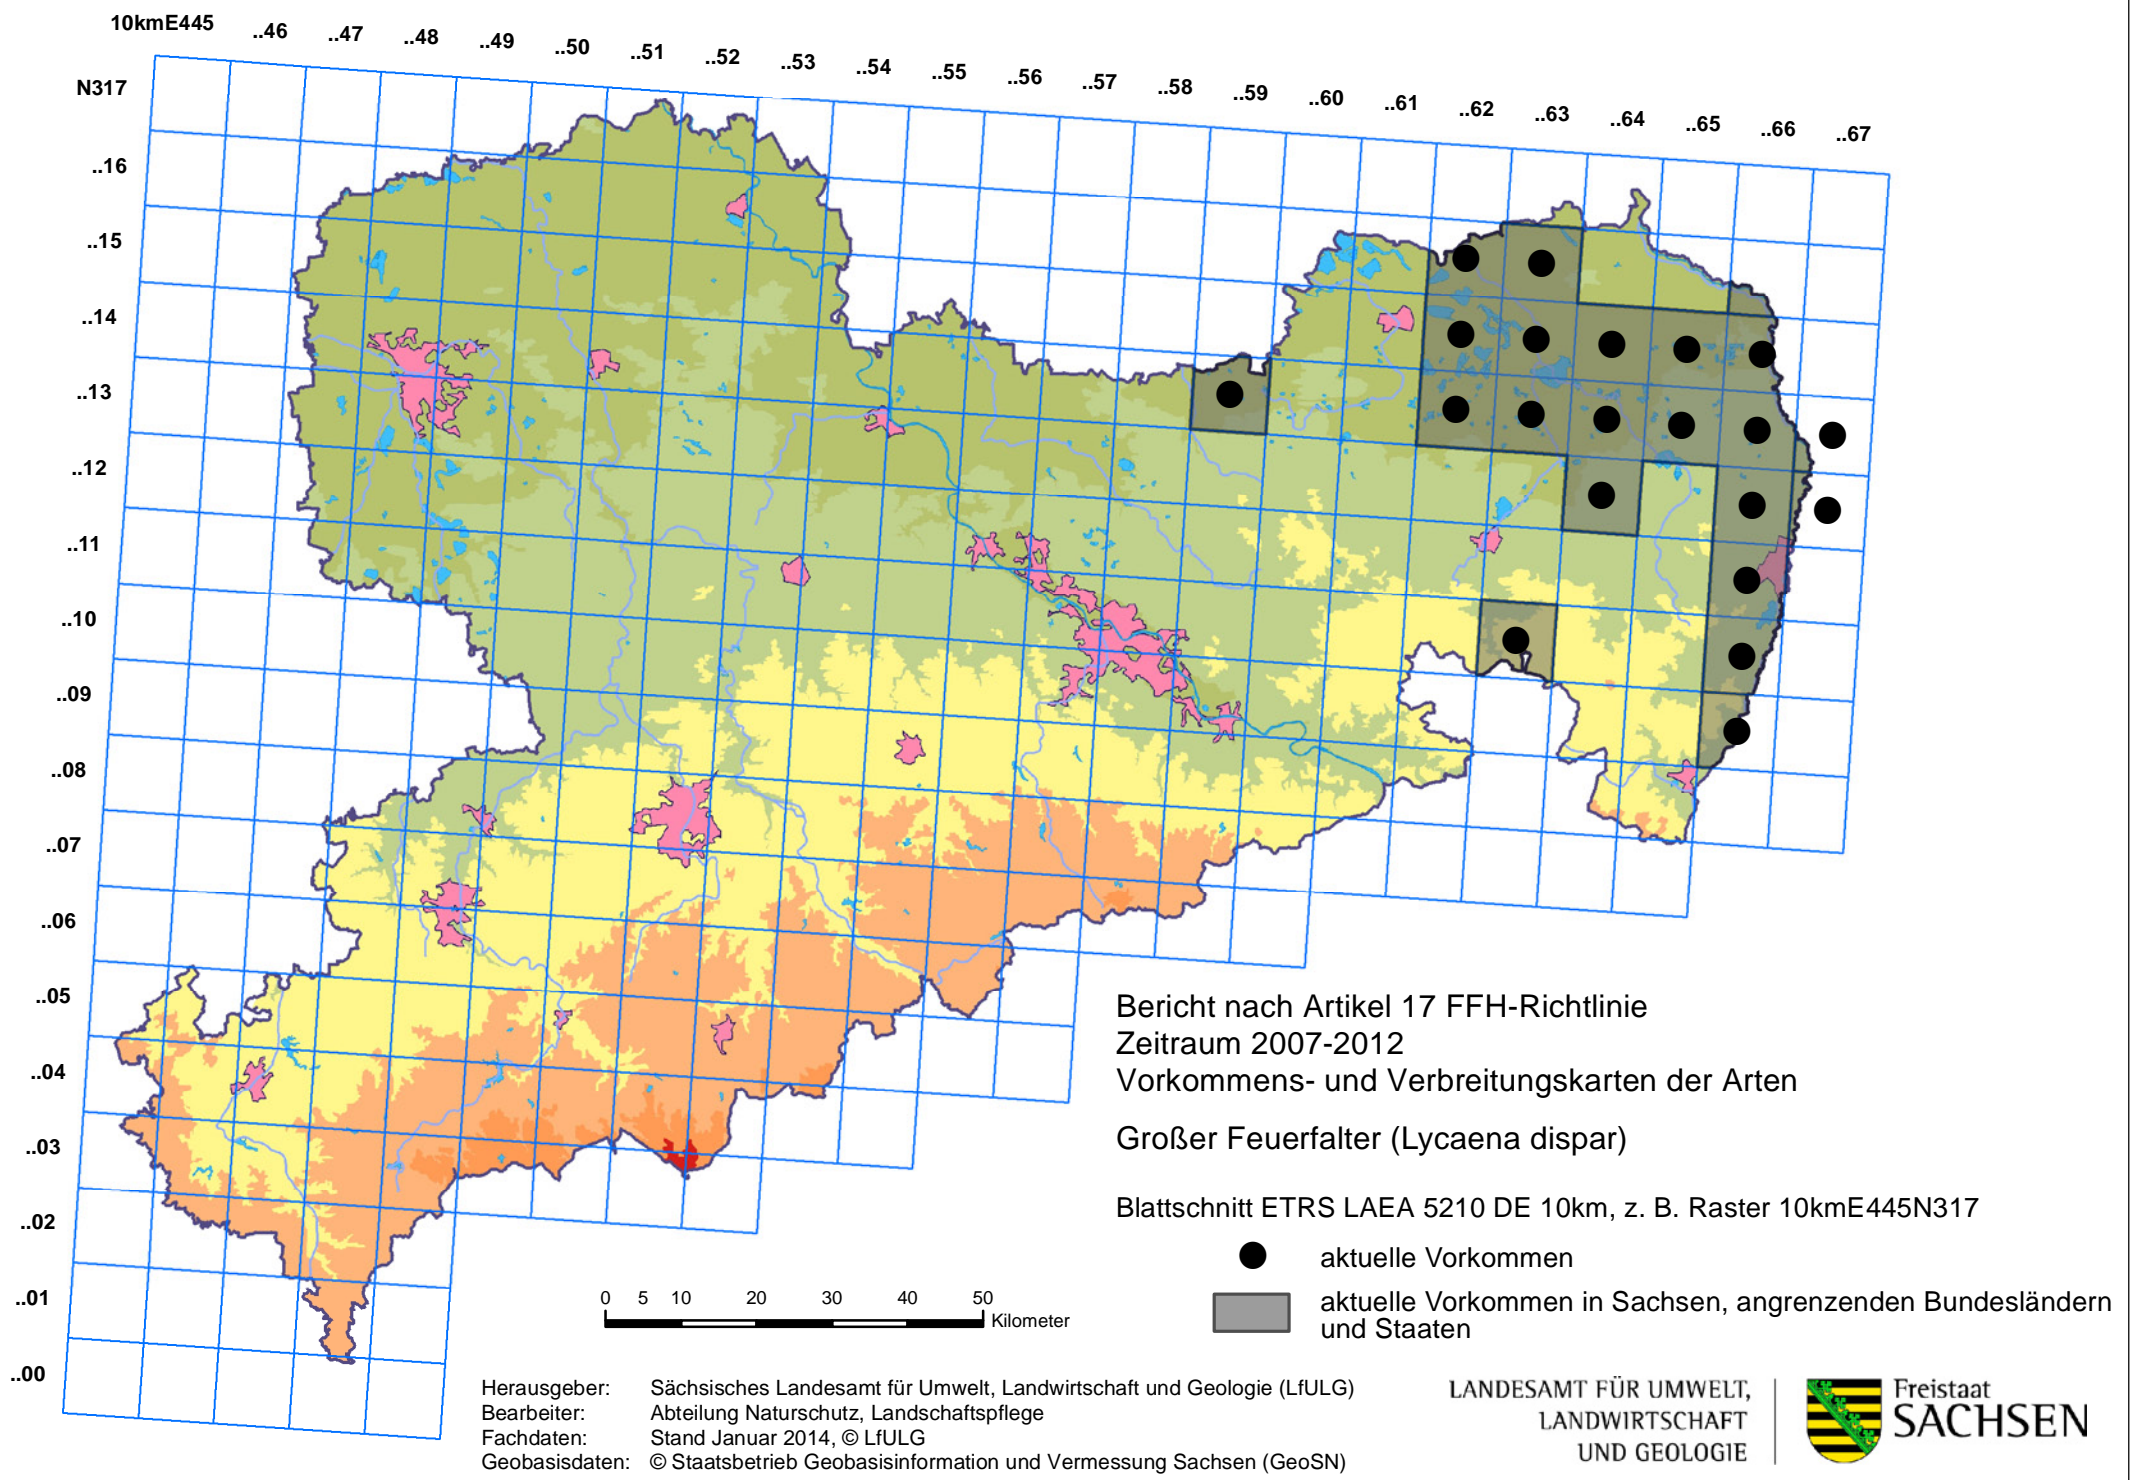 10kmE445 ..46 ..47 ..48 ..49 ..50 ..51 ..52 ..53 ..54 ..55 ..56 ..57 ..58 ..59 ..60 ..61 ..62 ..63 ..64 ..65 ..66 ..67
N317
..16
..15
..14
..13
..12
..11
..10
..09
..08
..07
..06
..05
..04
..03
..02
..01
..00
Bericht nach Artikel 17 FFH-Richtlinie
Zeitraum 2007-2012
Vorkommens- und Verbreitungskarten der Arten
Großer Feuerfalter (Lycaena dispar)
Blattschnitt ETRS LAEA 5210 DE 10km, z. B. Raster 10kmE445N317
aktuelle Vorkommen
aktuelle Vorkommen in Sachsen, angrenzenden Bundesländern
und Staaten
0 5 10 20 30 40 50
Kilometer
Herausgeber: Sächsisches Landesamt für Umwelt, Landwirtschaft und Geologie (LfULG)
Bearbeiter: Abteilung Naturschutz, Landschaftspflege
Fachdaten: Stand Januar 2014, © LfULG
Geobasisdaten: © Staatsbetrieb Geobasisinformation und Vermessung Sachsen (GeoSN)
LANDESAMT FÜR UMWELT,
LANDWIRTSCHAFT
UND GEOLOGIE
Freistaat
SACHSEN